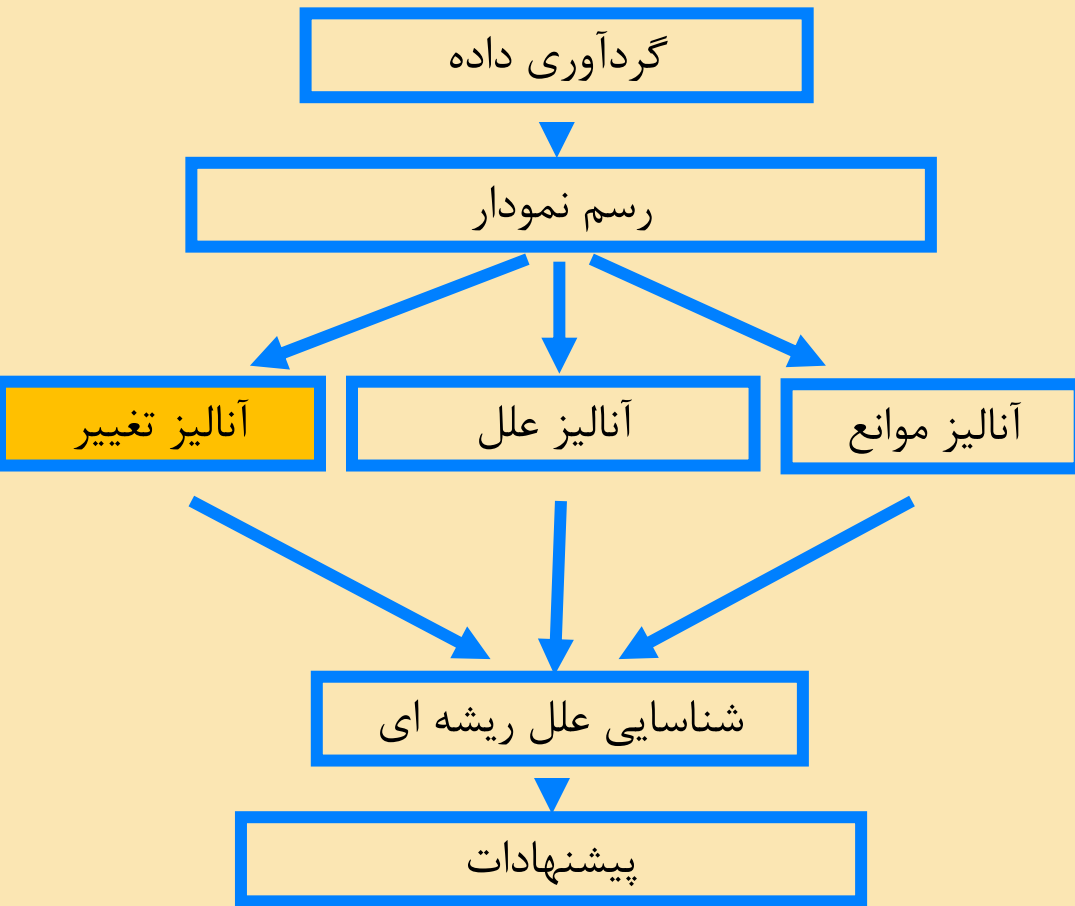 گردآوری داده
رسم نمودار
آنالیز موانع
آنالیز علل
آنالیز تغییر
شناسایی علل ریشه ای
پیشنهادات